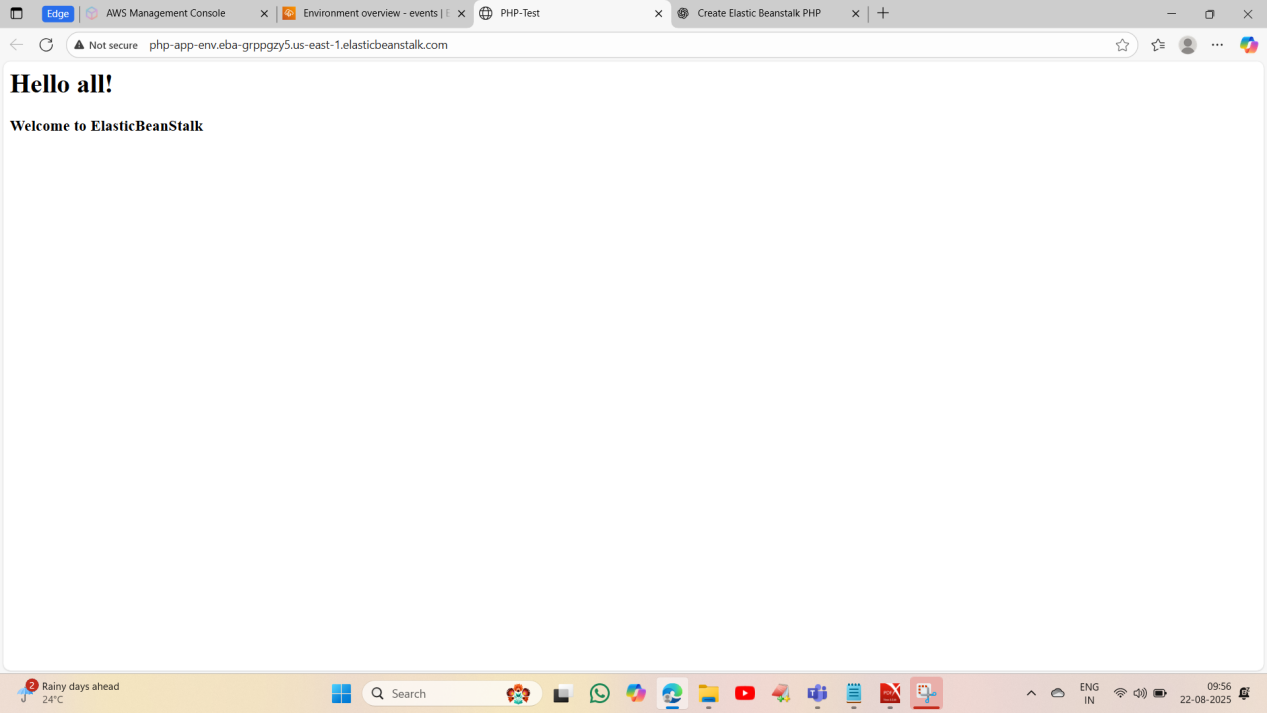 Edge
AWS Management Console
Environment overview - events | E
PHP-Test
Create Elastic Beanstalk PHP
Not secure
php-app-env.eba-grppgzy5.us-east-1.elasticbeanstalk.com
Hello all!
Welcome to ElasticBeanStalk
2
Rainy days ahead
24°C
Search
ENG
IN
09:56
22-08-2025